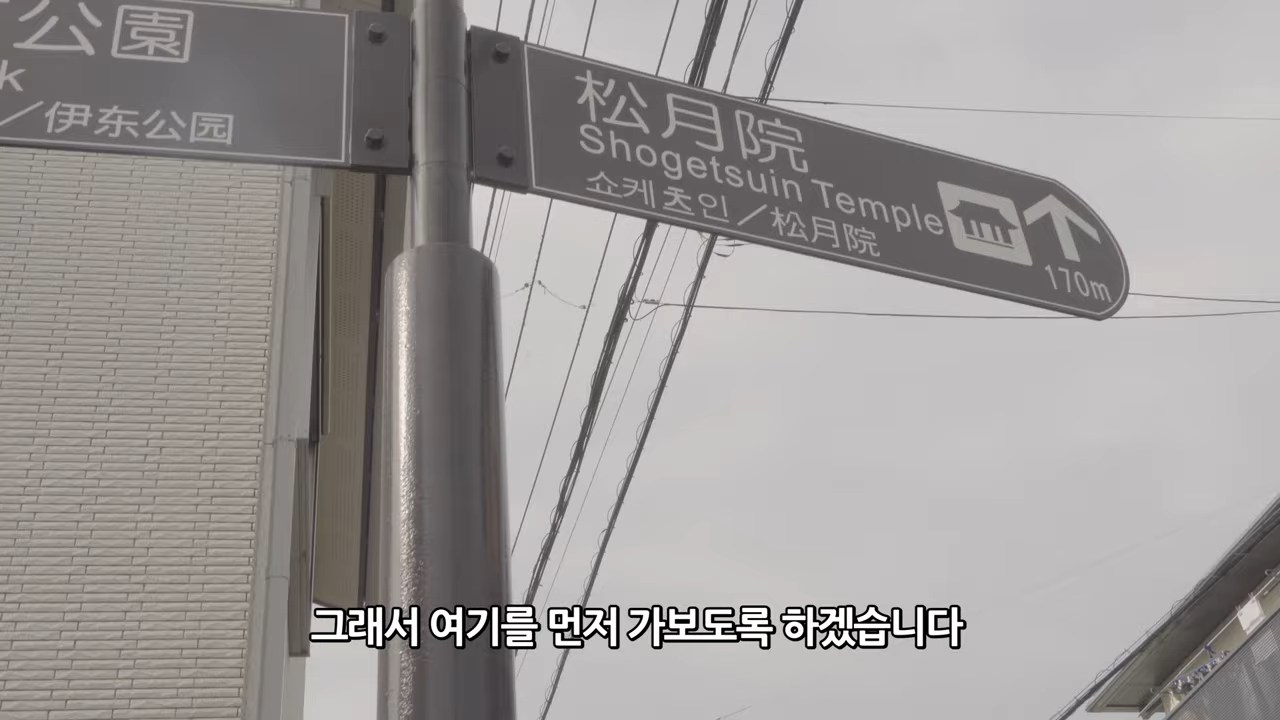 公園
k
／伊东公园
松月院
Shogetsuin Temple
쇼케츠인／松月院
170m
그래서 여기를 먼저 가보도록 하겠습니다